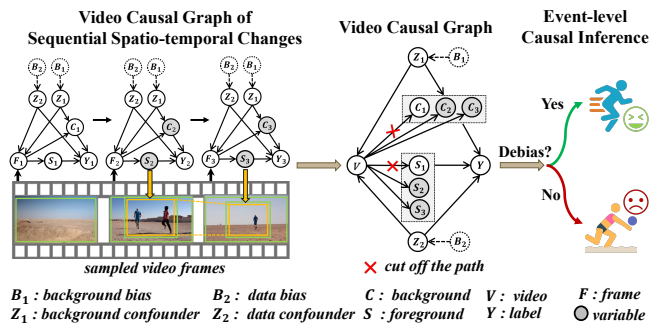 Video Causal Graph of
Sequential Spatio-temporal Changes
Video Causal Graph
Event-level
Causal Inference
B₂ B₁ B₂ B₁ B₂ B₁
Z₂ Z₁ Z₂ Z₁ Z₂ Z₁
C₁ C₂ C₃
F₁ S₁ Y₁ F₂ S₂ Y₂ F₃ S₃ Y₃
sampled video frames
Z₁ B₁
C₁ C₂ C₃
V S₁ Y
S₂
S₃
Z₂ B₂
cut off the path
Yes
Debias?
No
B₁ : background bias B₂ : data bias C : background V : video F : frame
Z₁ : background confounder Z₂ : data confounder S : foreground Y : label variable